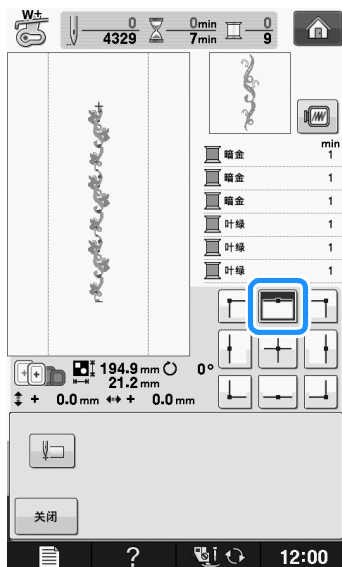 W+
0 0min 0
4329 7min 9
min
暗金 1
暗金 1
暗金 1
叶绿 1
叶绿 1
叶绿 1
194.9 mm 0°
21.2 mm
+ 0.0 mm + 0.0 mm
关闭
? 12:00